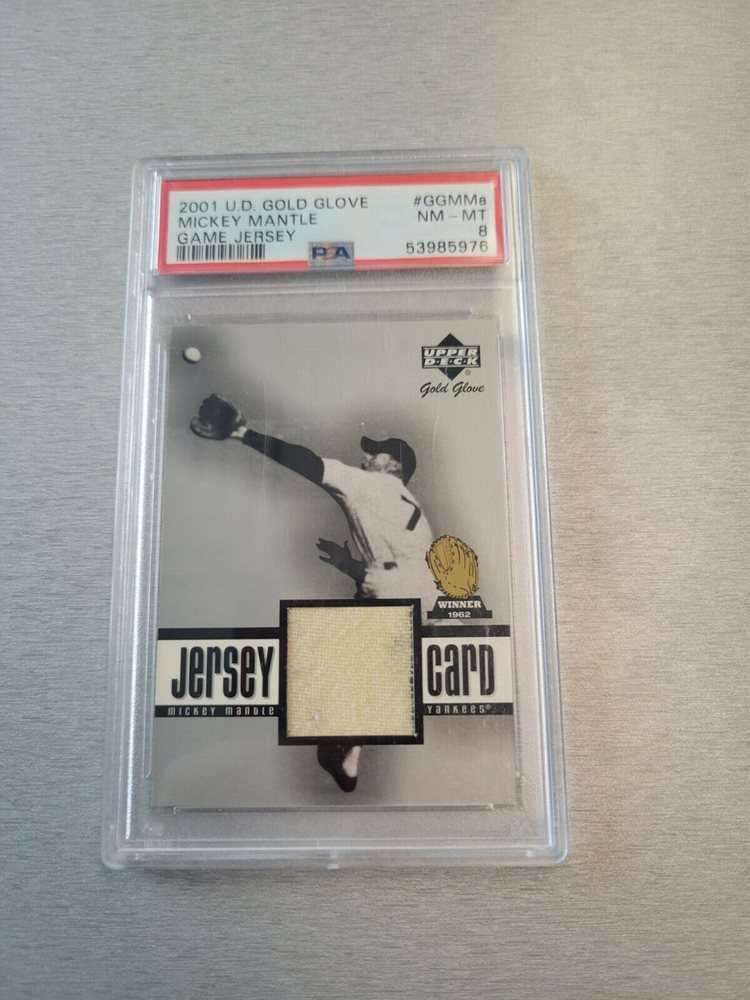 2001 U.D. GOLD GLOVE #GGMMa
MICKEY MANTLE NM - MT
GAME JERSEY 8
PSA 53985976
UPPER
D·E·C·K
®
Gold Glove
7
WINNER
1962
Jersey Card
mickey mantle Yankees®